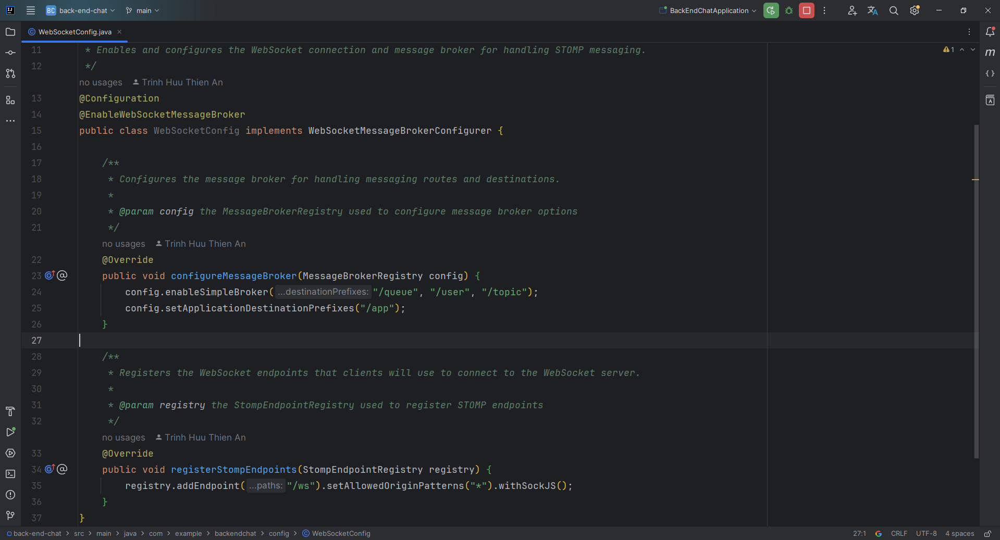 BC back-end-chat main BackEndChatApplication
WebSocketConfig.java
11 * Enables and configures the WebSocket connection and message broker for handling STOMP messaging.
1
12 */
no usages Trinh Huu Thien An
13 @Configuration
14 @EnableWebSocketMessageBroker
15 public class WebSocketConfig implements WebSocketMessageBrokerConfigurer {
16
17 /**
18 * Configures the message broker for handling messaging routes and destinations.
19 *
20 * @param config the MessageBrokerRegistry used to configure message broker options
21 */
no usages Trinh Huu Thien An
22 @Override
23 public void configureMessageBroker(MessageBrokerRegistry config) {
24 config.enableSimpleBroker( ...destinationPrefixes: "/queue", "/user", "/topic");
25 config.setApplicationDestinationPrefixes("/app");
26 }
27
28 /**
29 * Registers the WebSocket endpoints that clients will use to connect to the WebSocket server.
30 *
31 * @param registry the StompEndpointRegistry used to register STOMP endpoints
32 */
no usages Trinh Huu Thien An
33 @Override
34 public void registerStompEndpoints(StompEndpointRegistry registry) {
35 registry.addEndpoint( ...paths: "/ws").setAllowedOriginPatterns("*").withSockJS();
36 }
37 }
back-end-chat > src > main > java > com > example > backendchat > config > WebSocketConfig 27:1 CRLF UTF-8 4 spaces